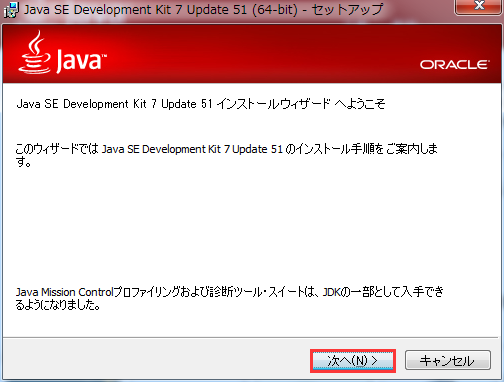 Java SE Development Kit 7 Update 51 (64-bit) - セットアップ
Java™
ORACLE®
Java SE Development Kit 7 Update 51 インストールウィザード へようこそ
このウィザードでは Java SE Development Kit 7 Update 51 のインストール手順をご案内しま
す。
Java Mission Controlプロファイリングおよび診断ツール・スイートは、JDKの一部として入手でき
るようになりました。
次へ(N) >
キャンセル